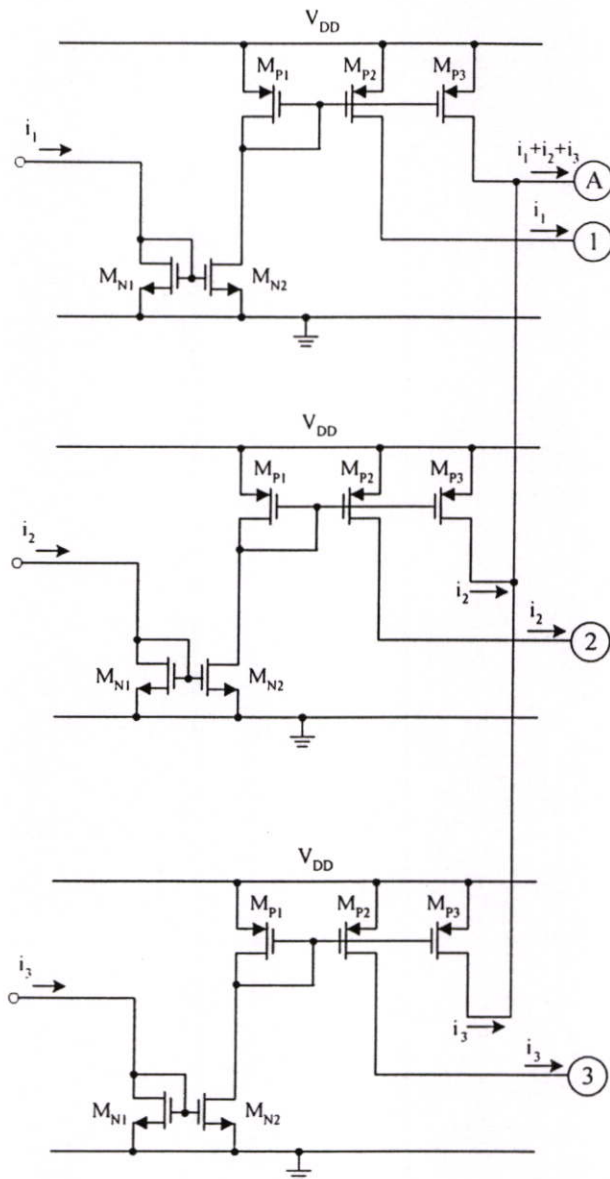 V_DD
M_P1 M_P2 M_P3
i_1
i_1+i_2+i_3
A
i_1
1
M_N1 M_N2
V_DD
M_P1 M_P2 M_P3
i_2
i_2
i_2
2
M_N1 M_N2
V_DD
M_P1 M_P2 M_P3
i_3
i_3
i_3
3
M_N1 M_N2